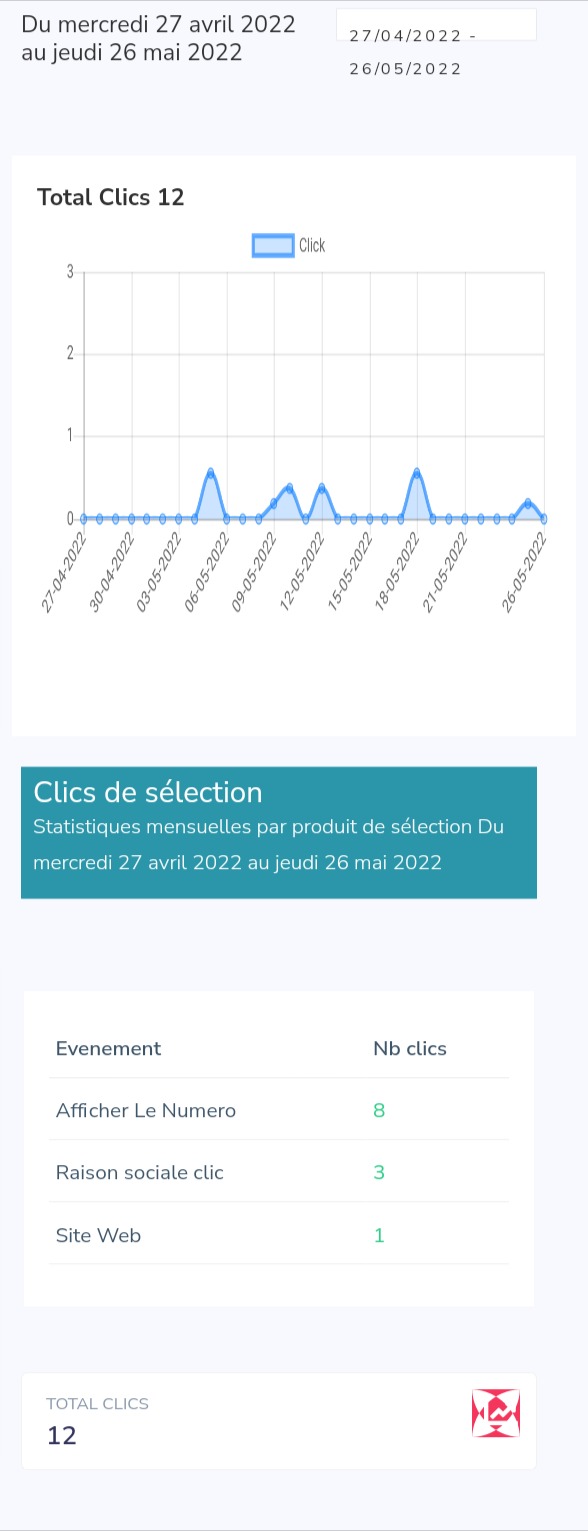 Du mercredi 27 avril 2022
au jeudi 26 mai 2022
27/04/2022 -
26/05/2022
Total Clics 12
Click
3
2
1
0
27-04-2022
30-04-2022
03-05-2022
06-05-2022
09-05-2022
12-05-2022
15-05-2022
18-05-2022
21-05-2022
26-05-2022
Clics de sélection
Statistiques mensuelles par produit de sélection Du
mercredi 27 avril 2022 au jeudi 26 mai 2022
Evenement Nb clics
Afficher Le Numero 8
Raison sociale clic 3
Site Web 1
TOTAL CLICS
12